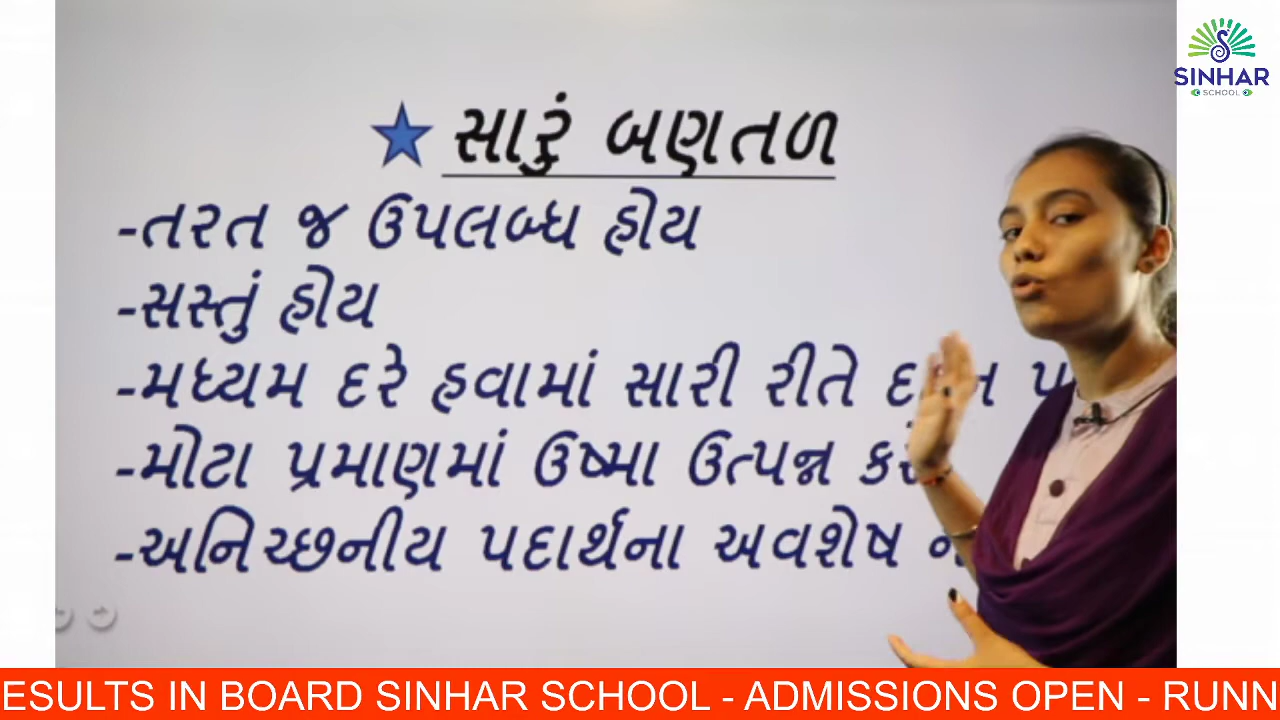 સારું બણતળ
-તરત જ ઉપલબ્ધ હોય
-સસ્તું હોય
-મધ્યમ દરે હવામાં સારી રીતે
-મોટા પ્રમાણમાં ઉષ્મા ઉત્પન્ન
-અનિચ્છનીય પદાર્થના અવશેષ
SINHAR
SCHOOL
ESULTS IN BOARD SINHAR SCHOOL - ADMISSIONS OPEN - RUNN